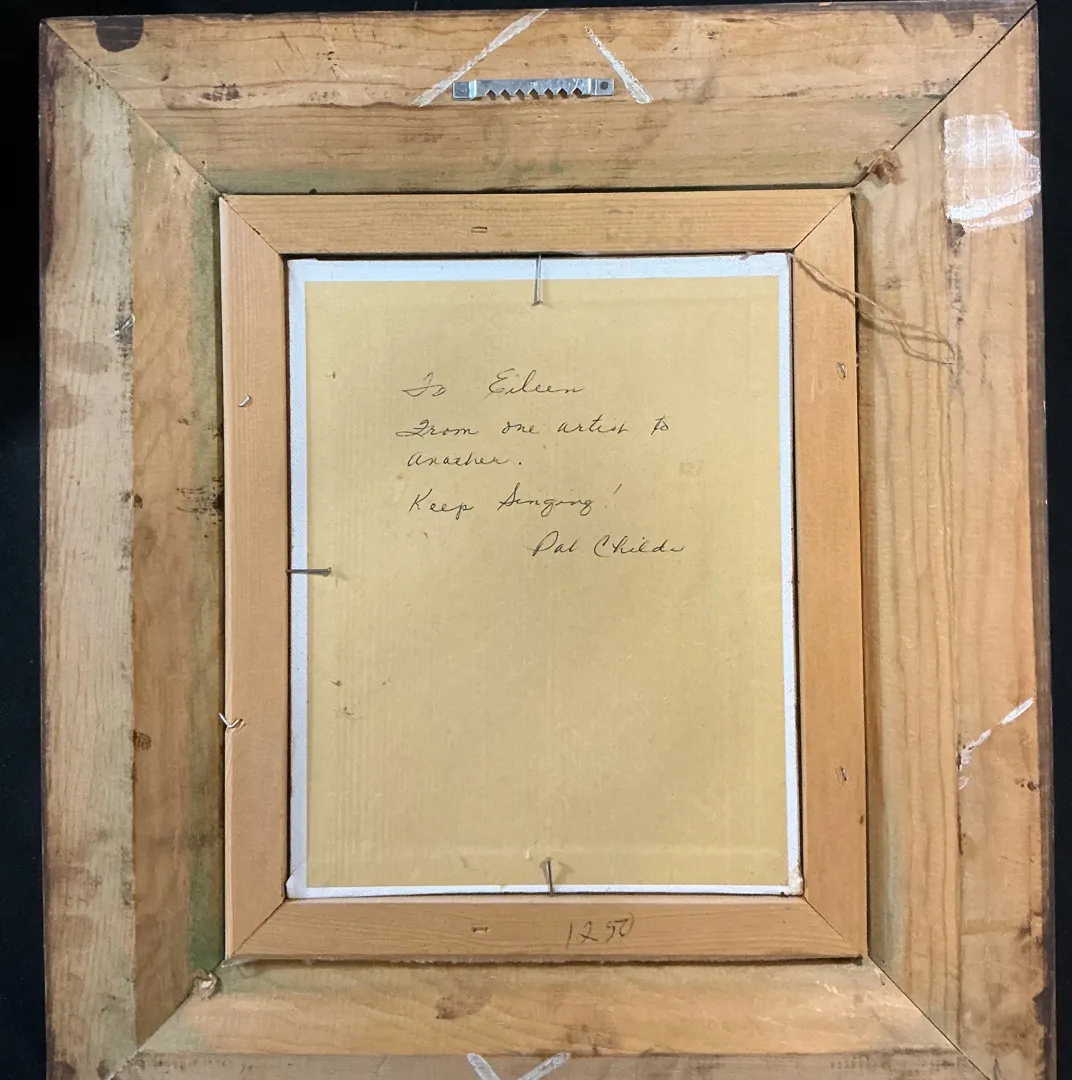 To Eileen
From one artist to
another.
Keep Singing!
Pat Childs
1250